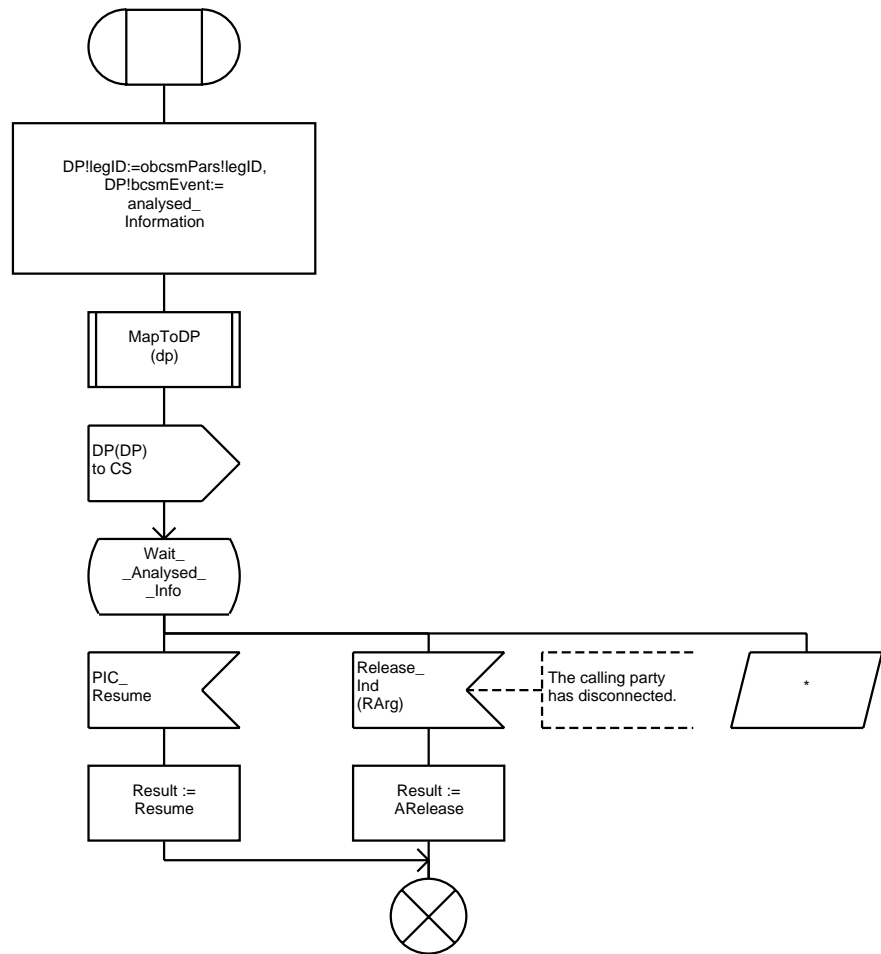 DP!legID:=obcsmPars!legID,
DP!bcsmEvent:=
analysed_
Information
MapToDP
(dp)
DP(DP)
to CS
Wait_
_Analysed_
_Info
PIC_
Resume
Release_
Ind
(RArg)
The calling party
has disconnected.
*
Result :=
Resume
Result :=
ARelease